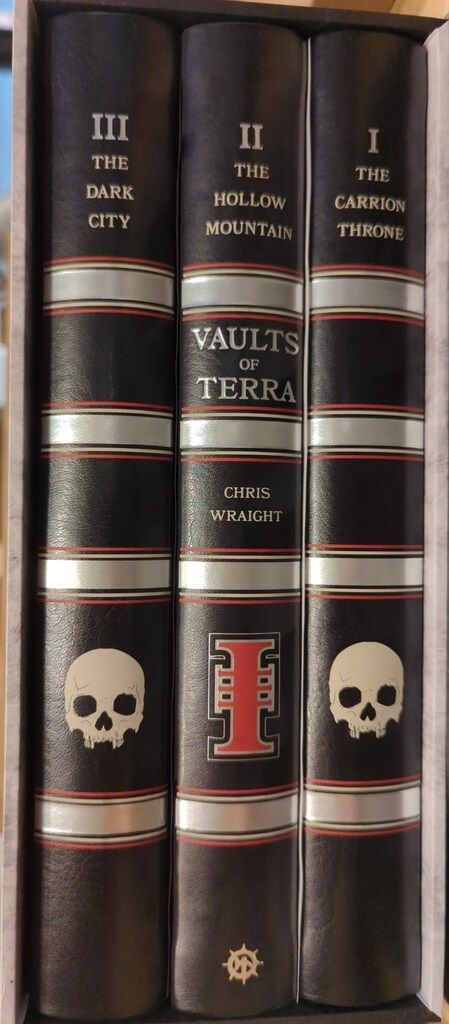 III
THE
DARK
CITY
II
THE
HOLLOW
MOUNTAIN
VAULTS
OF
TERRA
CHRIS
WRAIGHT
I
I
THE
CARRION
THRONE